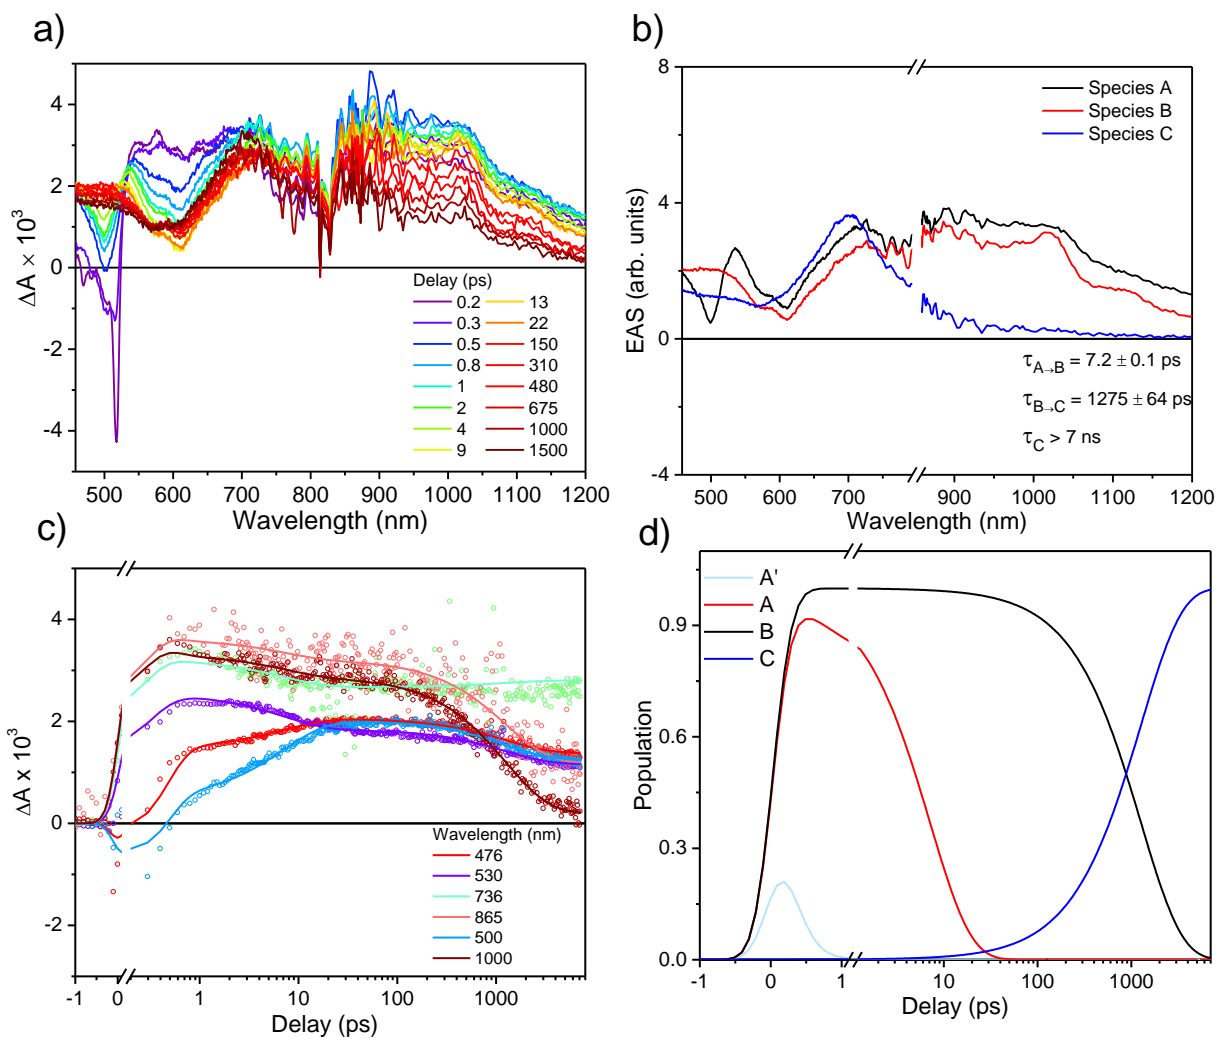 a)
4
2
0
-2
-4
ΔA × 10³
Delay (ps)
0.2 13
0.3 22
0.5 150
0.8 310
1 480
2 675
4 1000
9 1500
500 600 700 800 900 1000 1100 1200
Wavelength (nm)
b)
8
4
0
-4
EAS (arb. units)
Species A
Species B
Species C
τA→B = 7.2 ± 0.1 ps
τB→C = 1275 ± 64 ps
τC > 7 ns
500 600 700 900 1000 1100 1200
Wavelength (nm)
c)
4
2
0
-2
ΔA x 10³
Wavelength (nm)
476
530
736
865
500
1000
-1 0 1 10 100 1000
Delay (ps)
d)
A'
A
B
C
0.9
0.6
0.3
0.0
Population
-1 0 1 10 100 1000
Delay (ps)